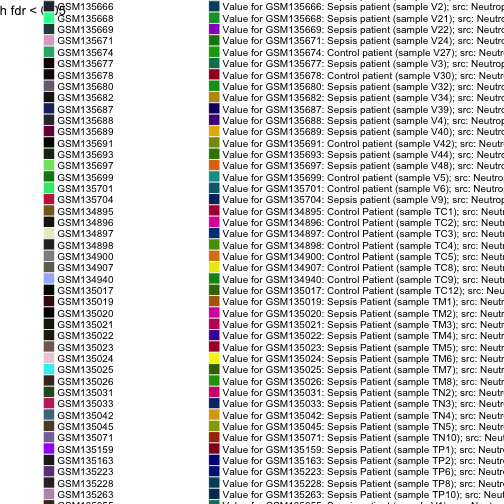 h fdr < 0.05
GSM135666 Value for GSM135666: Sepsis patient (sample V2); src: Neutrop
GSM135668 Value for GSM135668: Sepsis patient (sample V21); src: Neutr
GSM135669 Value for GSM135669: Sepsis patient (sample V22); src: Neutr
GSM135671 Value for GSM135671: Sepsis patient (sample V24); src: Neutr
GSM135674 Value for GSM135674: Control patient (sample V27); src: Neutr
GSM135677 Value for GSM135677: Sepsis patient (sample V3); src: Neutrop
GSM135678 Value for GSM135678: Control patient (sample V30); src: Neutr
GSM135680 Value for GSM135680: Sepsis patient (sample V32); src: Neutr
GSM135682 Value for GSM135682: Sepsis patient (sample V34); src: Neutr
GSM135687 Value for GSM135687: Sepsis patient (sample V39); src: Neutr
GSM135688 Value for GSM135688: Sepsis patient (sample V4); src: Neutrop
GSM135689 Value for GSM135689: Sepsis patient (sample V40); src: Neutr
GSM135691 Value for GSM135691: Control patient (sample V42); src: Neutr
GSM135693 Value for GSM135693: Sepsis patient (sample V44); src: Neutr
GSM135697 Value for GSM135697: Sepsis patient (sample V48); src: Neutr
GSM135699 Value for GSM135699: Control patient (sample V5); src: Neutro
GSM135701 Value for GSM135701: Control patient (sample V6); src: Neutro
GSM135704 Value for GSM135704: Sepsis patient (sample V9); src: Neutrop
GSM134895 Value for GSM134895: Control Patient (sample TC1); src: Neutr
GSM134896 Value for GSM134896: Control Patient (sample TC2); src: Neutr
GSM134897 Value for GSM134897: Control Patient (sample TC3); src: Neutr
GSM134898 Value for GSM134898: Control Patient (sample TC4); src: Neutr
GSM134900 Value for GSM134900: Control Patient (sample TC5); src: Neutr
GSM134907 Value for GSM134907: Control Patient (sample TC8); src: Neutr
GSM134940 Value for GSM134940: Control Patient (sample TC9); src: Neutr
GSM135017 Value for GSM135017: Control Patient (sample TC12); src: Neu
GSM135019 Value for GSM135019: Sepsis Patient (sample TM1); src: Neutr
GSM135020 Value for GSM135020: Sepsis Patient (sample TM2); src: Neutr
GSM135021 Value for GSM135021: Sepsis Patient (sample TM3); src: Neutr
GSM135022 Value for GSM135022: Sepsis Patient (sample TM4); src: Neutr
GSM135023 Value for GSM135023: Sepsis Patient (sample TM5); src: Neutr
GSM135024 Value for GSM135024: Sepsis Patient (sample TM6); src: Neutr
GSM135025 Value for GSM135025: Sepsis Patient (sample TM7); src: Neutr
GSM135026 Value for GSM135026: Sepsis Patient (sample TM8); src: Neutr
GSM135031 Value for GSM135031: Sepsis Patient (sample TN2); src: Neutr
GSM135033 Value for GSM135033: Sepsis Patient (sample TN3); src: Neutr
GSM135042 Value for GSM135042: Sepsis Patient (sample TN4); src: Neutr
GSM135045 Value for GSM135045: Sepsis Patient (sample TN5); src: Neutr
GSM135071 Value for GSM135071: Sepsis Patient (sample TN10); src: Neut
GSM135159 Value for GSM135159: Sepsis Patient (sample TP1); src: Neutr
GSM135163 Value for GSM135163: Sepsis Patient (sample TP2); src: Neutr
GSM135223 Value for GSM135223: Sepsis Patient (sample TP6); src: Neutr
GSM135228 Value for GSM135228: Sepsis Patient (sample TP8); src: Neutr
GSM135263 Value for GSM135263: Sepsis Patient (sample TP10); src: Neut